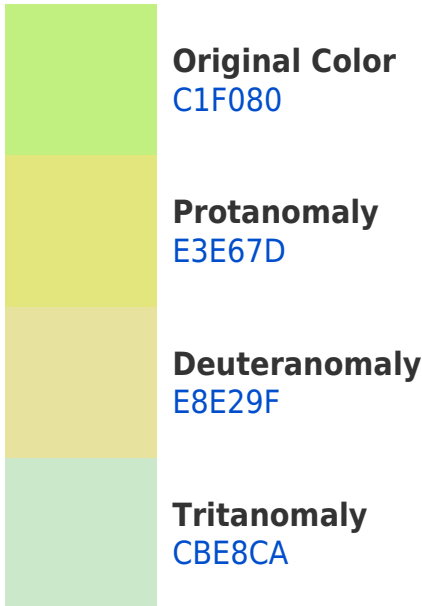 Original Color
C1F080
Protanomaly
E3E67D
Deuteranomaly
E8E29F
Tritanomaly
CBE8CA